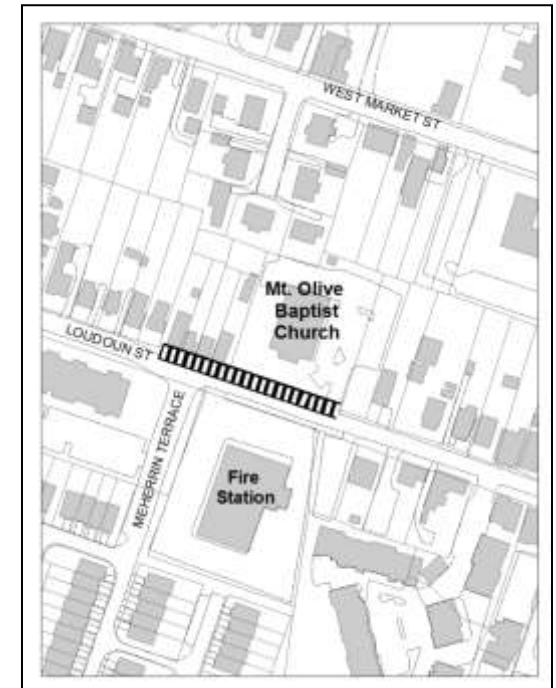 WEST MARKET ST
Mt. Olive
Baptist
Church
LOUDOUN ST
MEHERRIN TERRACE
Fire
Station